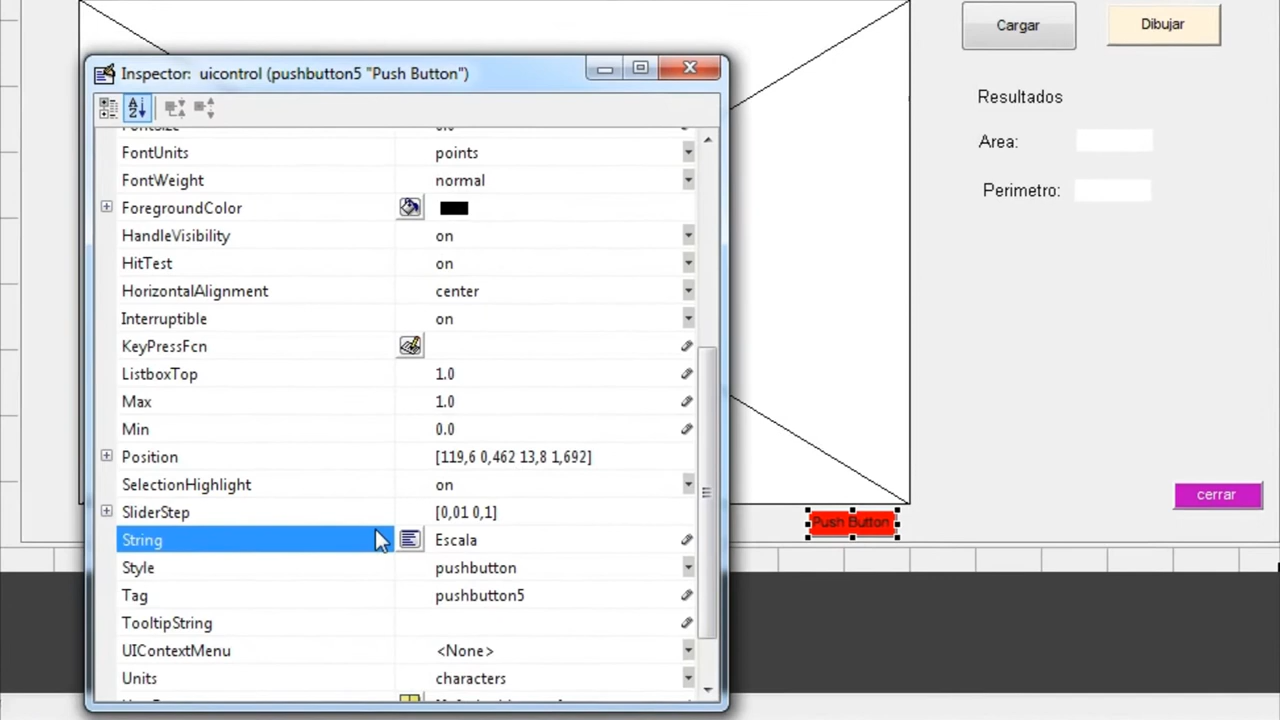 Cargar
Dibujar
Inspector: uicontrol (pushbutton5 "Push Button")
Resultados
FontUnits points
Area:
FontWeight normal
Perimetro:
ForegroundColor
HandleVisibility on
HitTest on
HorizontalAlignment center
Interruptible on
KeyPressFcn
ListboxTop 1.0
Max 1.0
Min 0.0
Position [119,6 0,462 13,8 1,692]
SelectionHighlight on
cerrar
SliderStep [0,01 0,1]
Push Button
String Escala
Style pushbutton
Tag pushbutton5
TooltipString
UIContextMenu <None>
Units characters